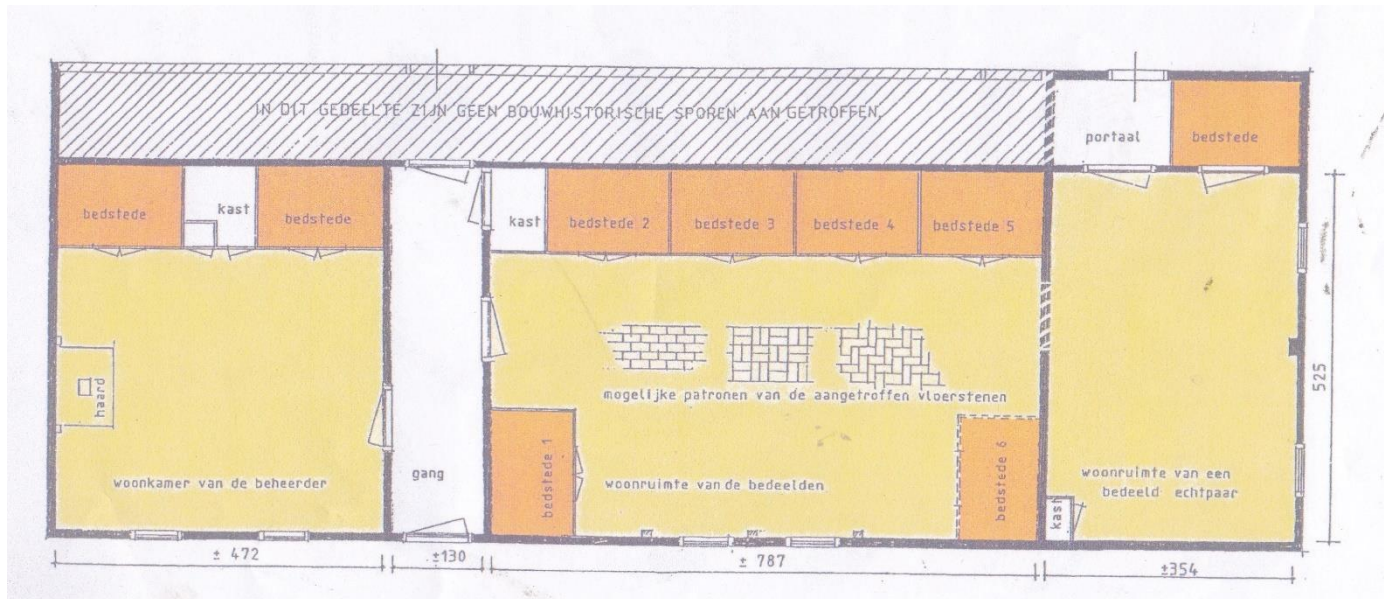 IN DIT GEDEELTE ZIJN GEEN BOUWHISTORISCHE SPOREN AANGETROFFEN.
portaal
bedstede
bedstede
kast
bedstede
kast
bedstede 2
bedstede 3
bedstede 4
bedstede 5
haard
mogelijke patronen van de aangetroffen vloerstenen
525
woonkamer van de beheerder
gang
bedstede 1
woonruimte van de bedeelden
bedstede 6
kast
woonruimte van een
bedeeld echtpaar
± 472
±130
± 787
±354